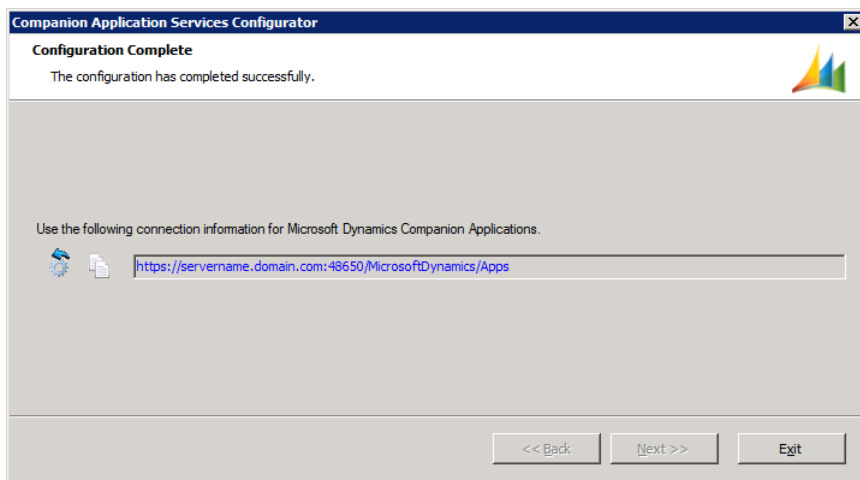 Companion Application Services Configurator
Configuration Complete
The configuration has completed successfully.
Use the following connection information for Microsoft Dynamics Companion Applications.
https://servername.domain.com:48650/MicrosoftDynamics/Apps
<< Back
Next >>
Exit